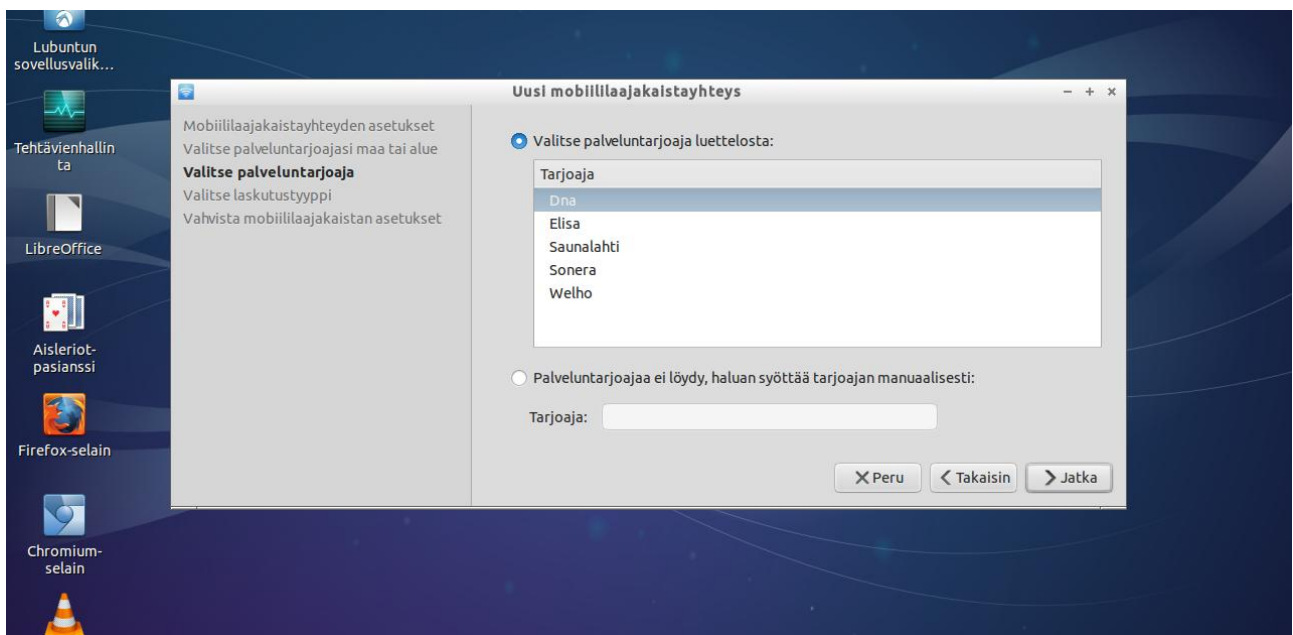 Lubuntun
sovellusvalik...
Tehtävienhallin
ta
LibreOffice
Aisleriot-
pasianssi
Firefox-selain
Chromium-
selain
Uusi mobiililaajakaistayhteys
Mobiililaajakaistayhteyden asetukset
Valitse palveluntarjoajasi maa tai alue
Valitse palveluntarjoaja
Valitse laskutustyyppi
Vahvista mobiililaajakaistan asetukset
Valitse palveluntarjoaja luettelosta:
Tarjoaja
Dna
Elisa
Saunalahti
Sonera
Welho
Palveluntarjoajaa ei löydy, haluan syöttää tarjoajan manuaalisesti:
Tarjoaja:
Peru
Takaisin
Jatka